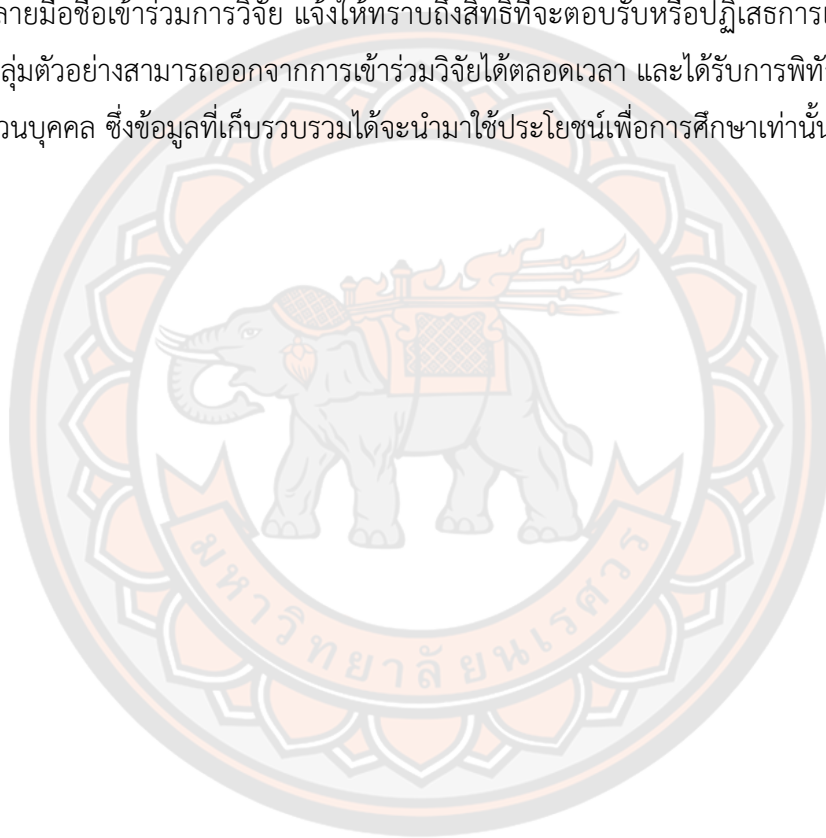 ลายมือชื่อเข้าร่วมการวิจัย แจ้งให้ทราบถึงสิทธิที่จะตอบรับหรือปฏิเสธการเ
ลุ่มตัวอย่างสามารถออกจากการเข้าร่วมวิจัยได้ตลอดเวลา และได้รับการพิทั
วนบุคคล ซึ่งข้อมูลที่เก็บรวบรวมได้จะนำมาใช้ประโยชน์เพื่อการศึกษาเท่านั้น
มหาวิทยาลัยนเรศวร